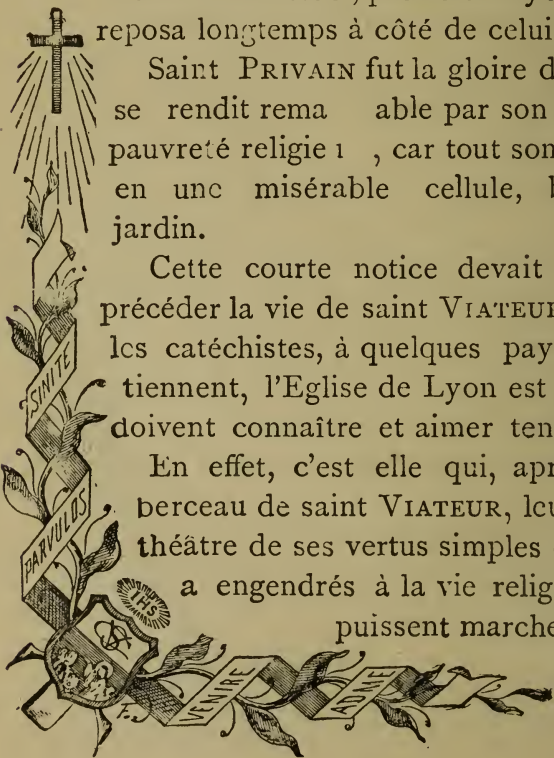 reposa longtemps à côté de celui
Saint PRIVAIN fut la gloire d
se rendit rema able par son
pauvreté religie , car tout son
en une misérable cellule, b
jardin.
Cette courte notice devait
précéder la vie de saint VIATEUR
les catéchistes, à quelques pay
tiennent, l'Eglise de Lyon est
doivent connaître et aimer ten
En effet, c'est elle qui, apr
berceau de saint VIATEUR, leu
théâtre de ses vertus simples
a engendrés à la vie relig
puissent marche
SINITE
PARVULOS
IHS
VENIRE
AD ME